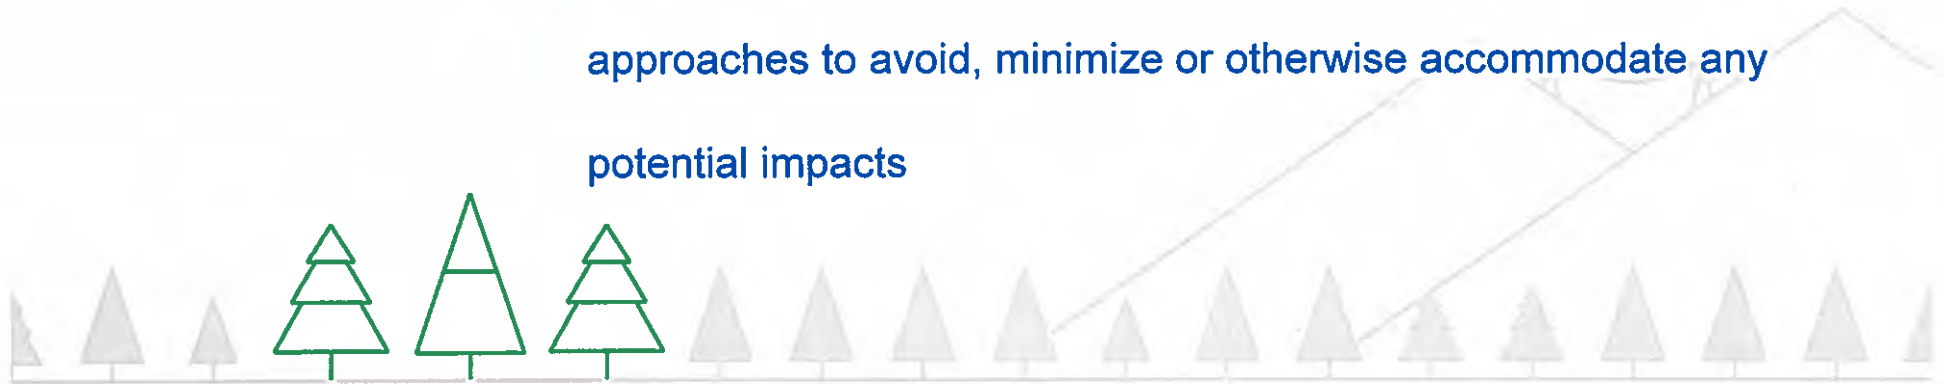 approaches to avoid, minimize or otherwise accommodate any
potential impacts